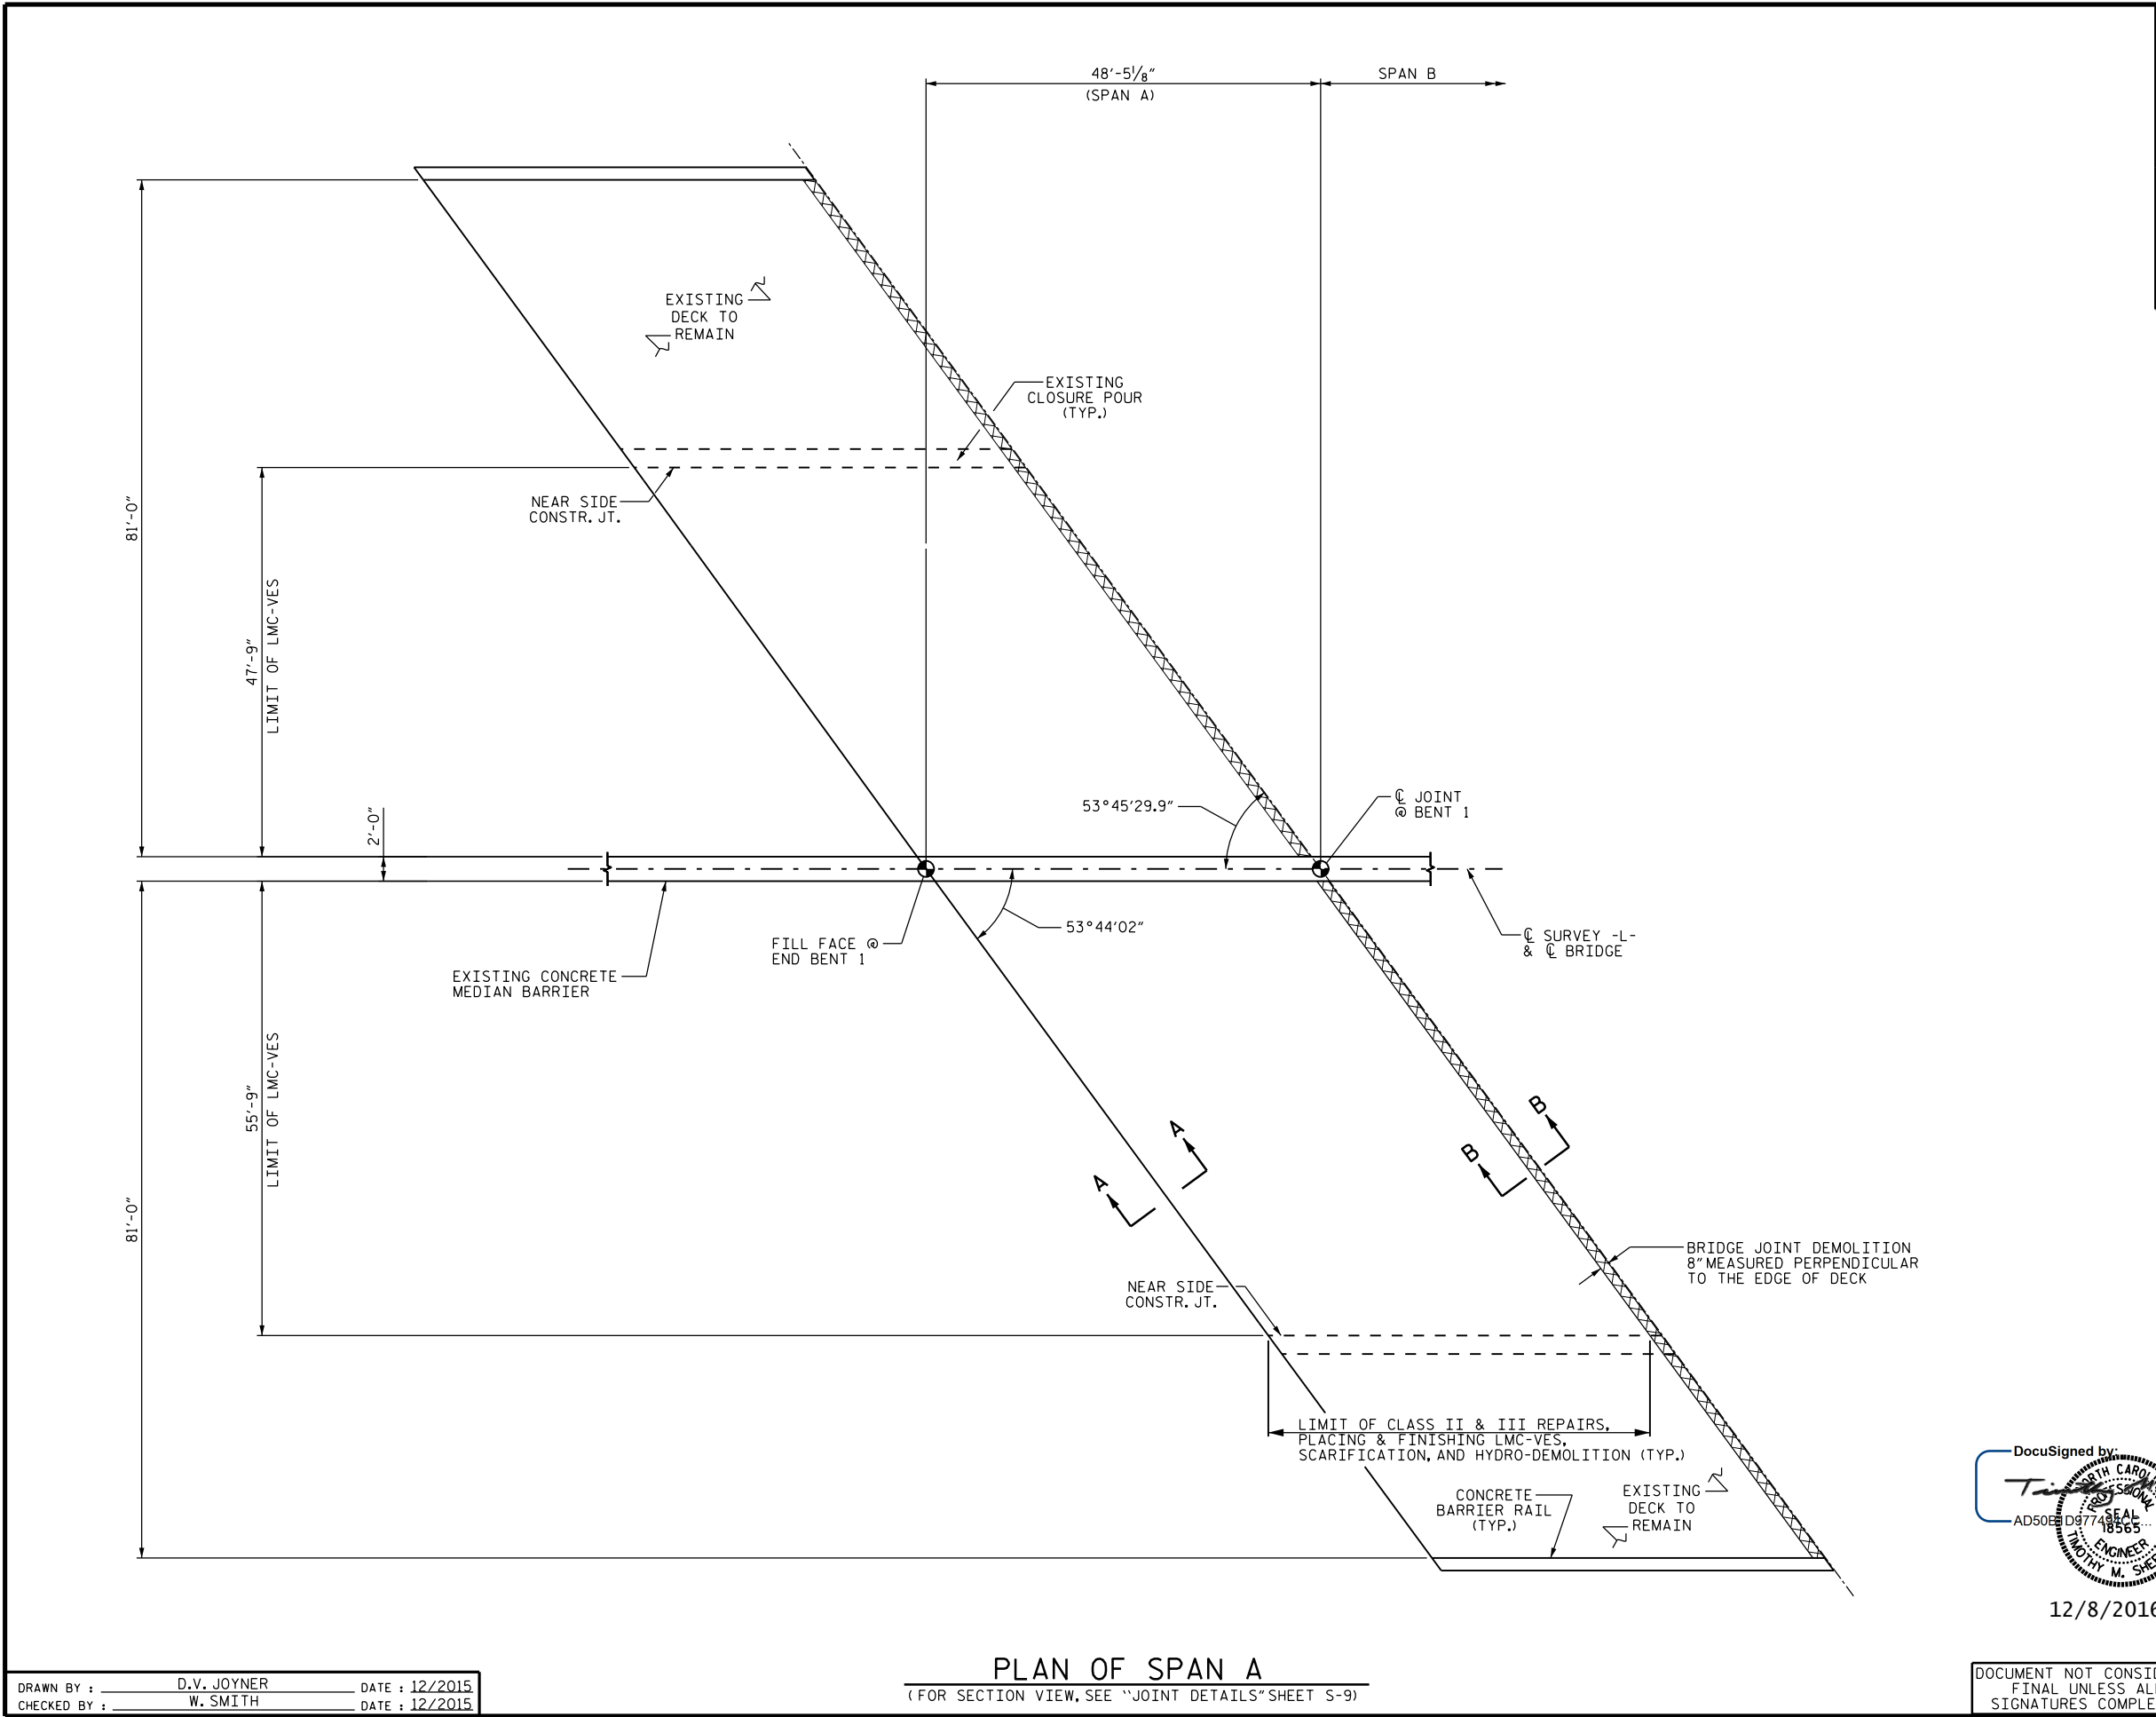 48'-5⅛"
(SPAN A)
SPAN B
EXISTING
DECK TO
REMAIN
EXISTING
CLOSURE POUR
(TYP.)
NEAR SIDE
CONSTR. JT.
81'-0"
47'-9"
LIMIT OF LMC-VES
2'-0"
53°45'29.9"
℄ JOINT
@ BENT 1
53°44'02"
FILL FACE @
END BENT 1
℄ SURVEY -L-
& ℄ BRIDGE
EXISTING CONCRETE
MEDIAN BARRIER
55'-9"
LIMIT OF LMC-VES
81'-0"
A
A
B
B
BRIDGE JOINT DEMOLITION
8" MEASURED PERPENDICULAR
TO THE EDGE OF DECK
NEAR SIDE
CONSTR. JT.
LIMIT OF CLASS II & III REPAIRS,
PLACING & FINISHING LMC-VES,
SCARIFICATION, AND HYDRO-DEMOLITION (TYP.)
CONCRETE
BARRIER RAIL
(TYP.)
EXISTING
DECK TO
REMAIN
DocuSigned by:
SEAL
18565
ENGINEER
TIMOTHY M.
12/8/2016
PLAN OF SPAN A
(FOR SECTION VIEW, SEE ``JOINT DETAILS" SHEET S-9)
DRAWN BY : D.V. JOYNER DATE : 12/2015
CHECKED BY : W. SMITH DATE : 12/2015
DOCUMENT NOT
FINAL UNLESS
SIGNATURES